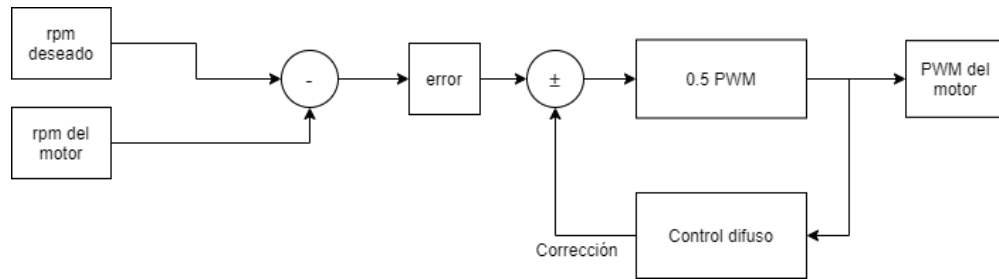 rpm
deseado
-
error
±
0.5 PWM
PWM del
motor
rpm del
motor
Corrección
Control difuso